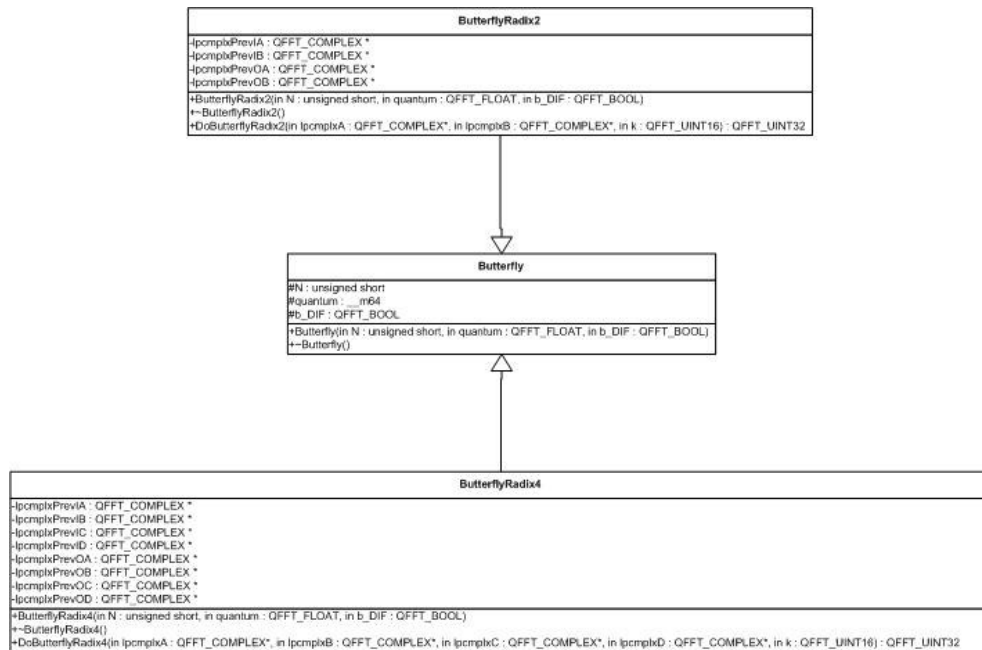 ButterflyRadix2
-lpcmplxPrevIA : QFFT_COMPLEX *
-lpcmplxPrevIB : QFFT_COMPLEX *
-lpcmplxPrevOA : QFFT_COMPLEX *
-lpcmplxPrevOB : QFFT_COMPLEX *
+ButterflyRadix2(in N : unsigned short, in quantum : QFFT_FLOAT, in b_DIF : QFFT_BOOL)
+~ButterflyRadix2()
+DoButterflyRadix2(in lpcmplxA : QFFT_COMPLEX*, in lpcmplxB : QFFT_COMPLEX*, in k : QFFT_UINT16) : QFFT_UINT32
Butterfly
#N : unsigned short
#quantum : __m64
#b_DIF : QFFT_BOOL
+Butterfly(in N : unsigned short, in quantum : QFFT_FLOAT, in b_DIF : QFFT_BOOL)
+~Butterfly()
ButterflyRadix4
-lpcmplxPrevIA : QFFT_COMPLEX *
-lpcmplxPrevIB : QFFT_COMPLEX *
-lpcmplxPrevIC : QFFT_COMPLEX *
-lpcmplxPrevID : QFFT_COMPLEX *
-lpcmplxPrevOA : QFFT_COMPLEX *
-lpcmplxPrevOB : QFFT_COMPLEX *
-lpcmplxPrevOC : QFFT_COMPLEX *
-lpcmplxPrevOD : QFFT_COMPLEX *
+ButterflyRadix4(in N : unsigned short, in quantum : QFFT_FLOAT, in b_DIF : QFFT_BOOL)
+~ButterflyRadix4()
+DoButterflyRadix4(in lpcmplxA : QFFT_COMPLEX*, in lpcmplxB : QFFT_COMPLEX*, in lpcmplxC : QFFT_COMPLEX*, in lpcmplxD : QFFT_COMPLEX*, in k : QFFT_UINT16) : QFFT_UINT32